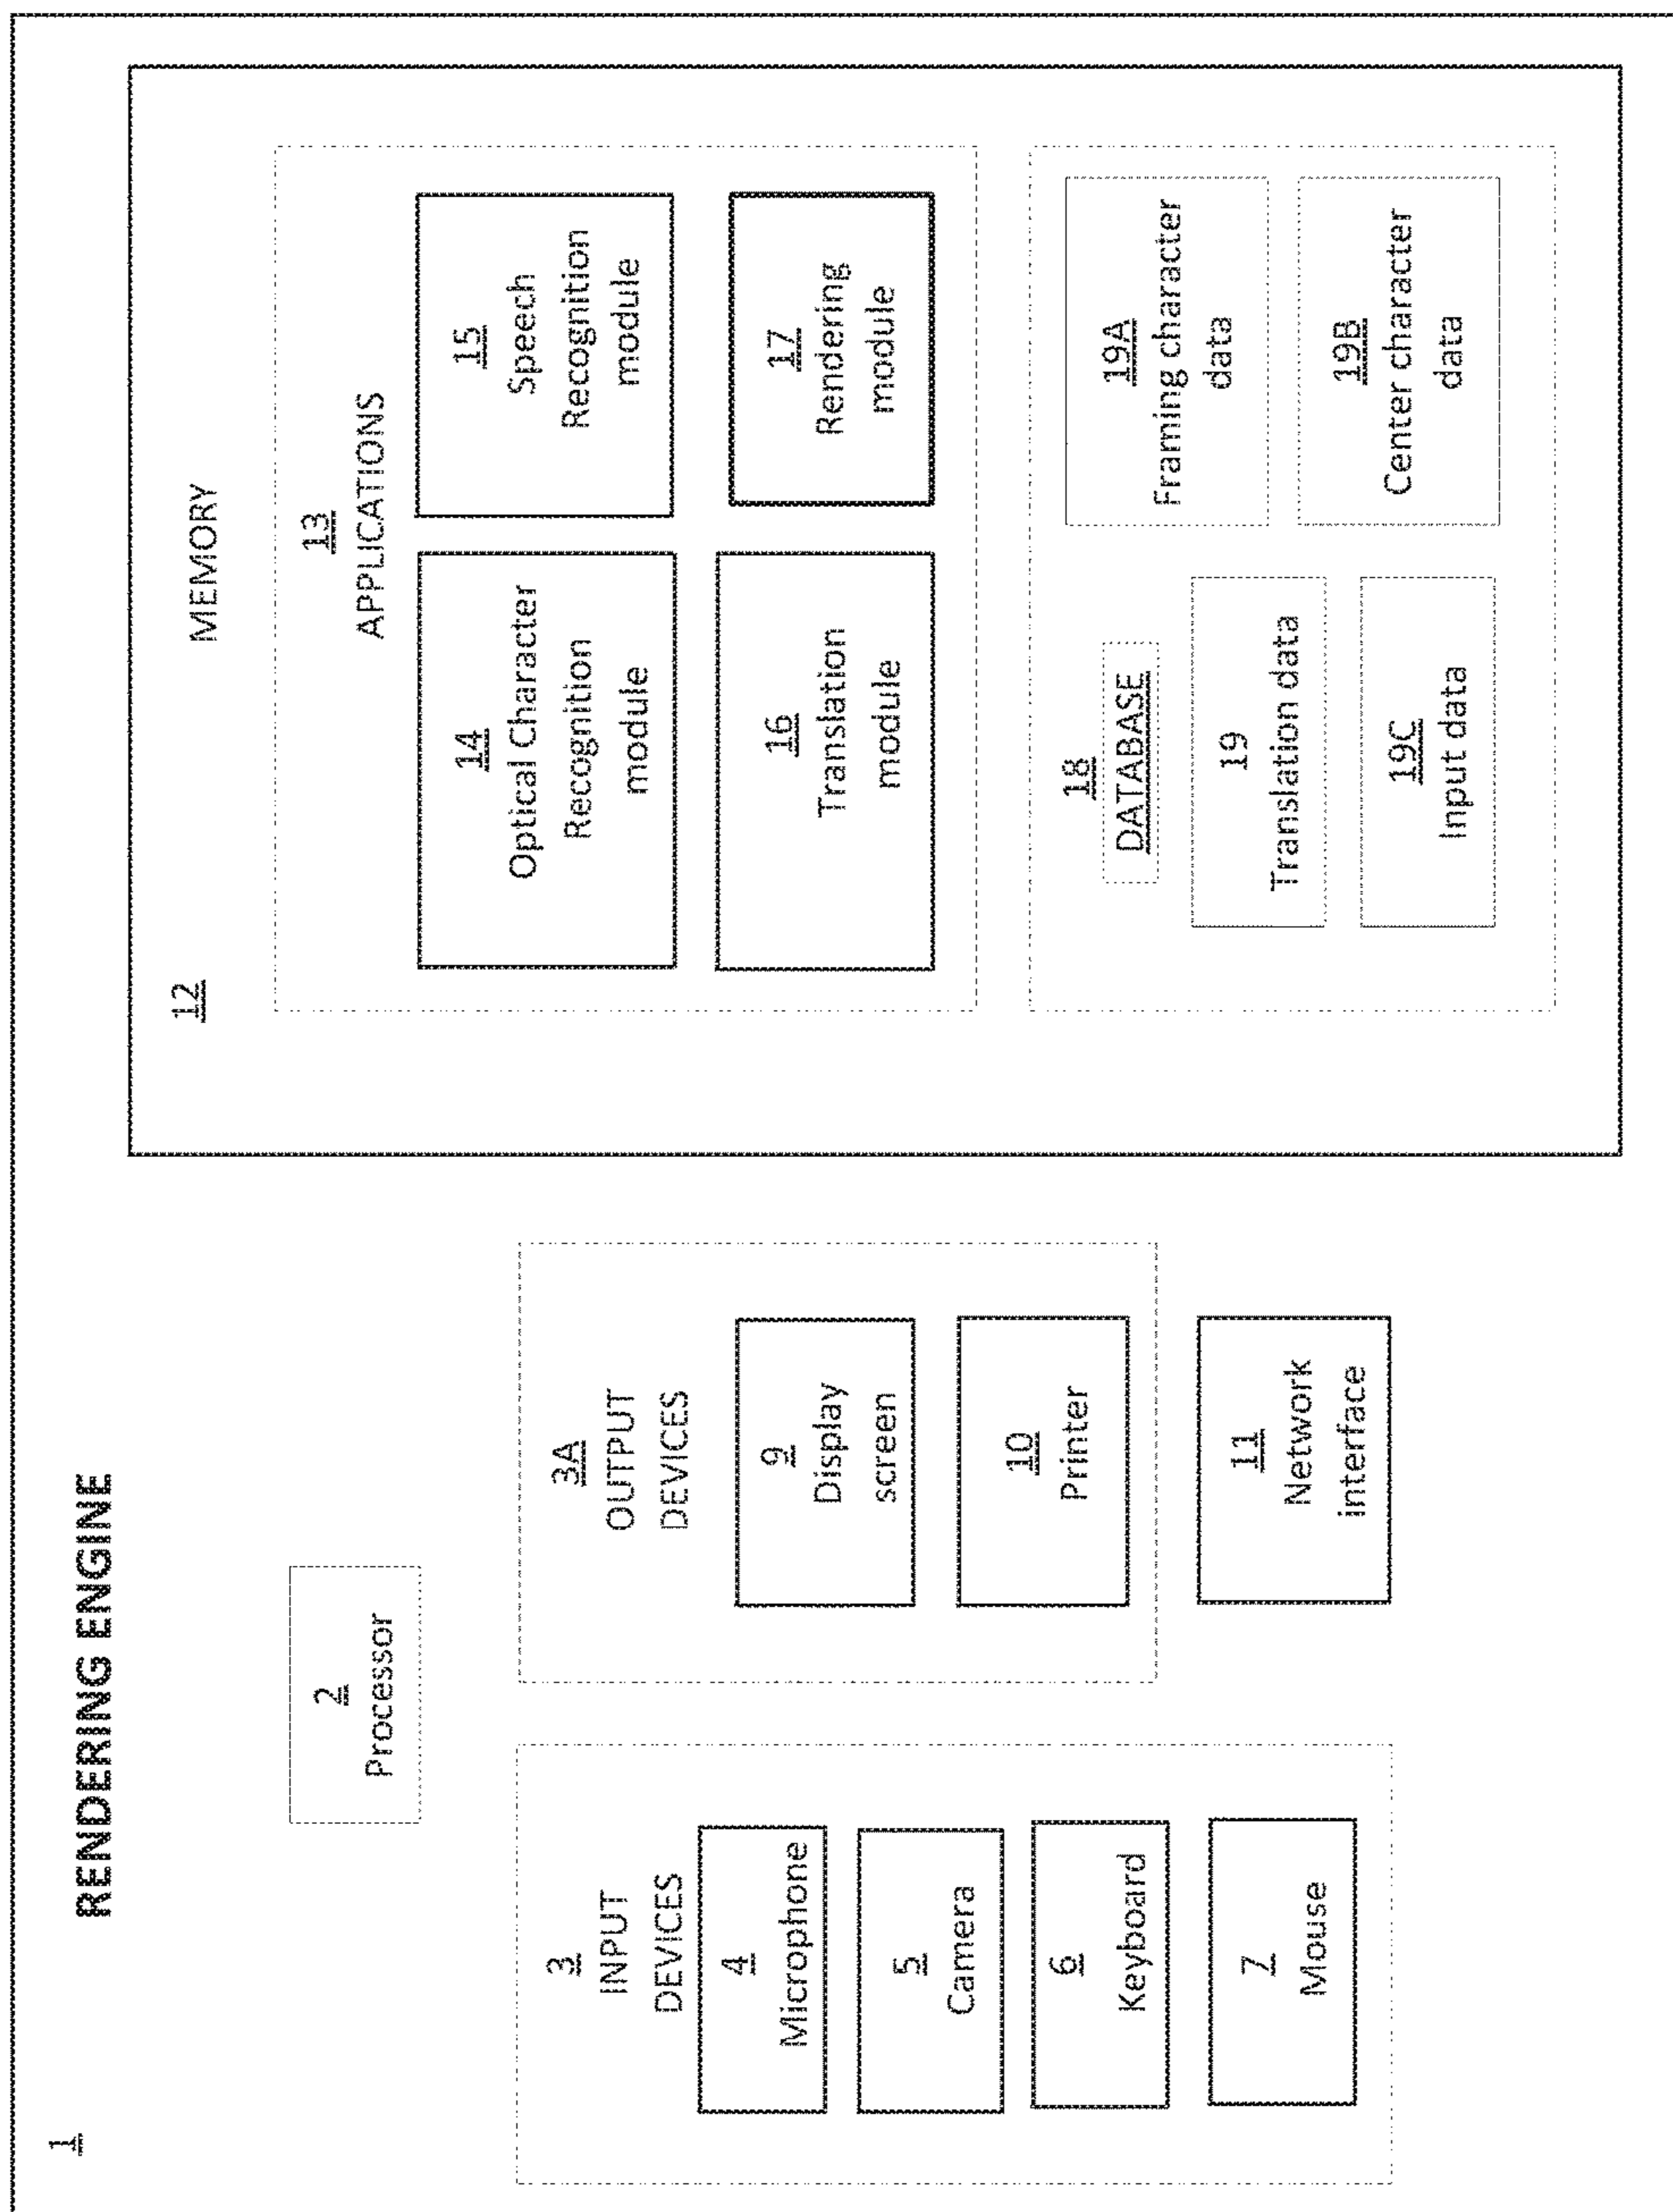 1
RENDERING ENGINE
2
Processor
3
INPUT
DEVICES
4
Microphone
5
Camera
6
Keyboard
7
Mouse
3A
OUTPUT
DEVICES
9
Display
screen
10
Printer
11
Network
interface
12
MEMORY
13
APPLICATIONS
14
Optical Character
Recognition
module
15
Speech
Recognition
module
16
Translation
module
17
Rendering
module
18
DATABASE
19
Translation data
19C
Input data
19A
Framing character
data
19B
Center character
data